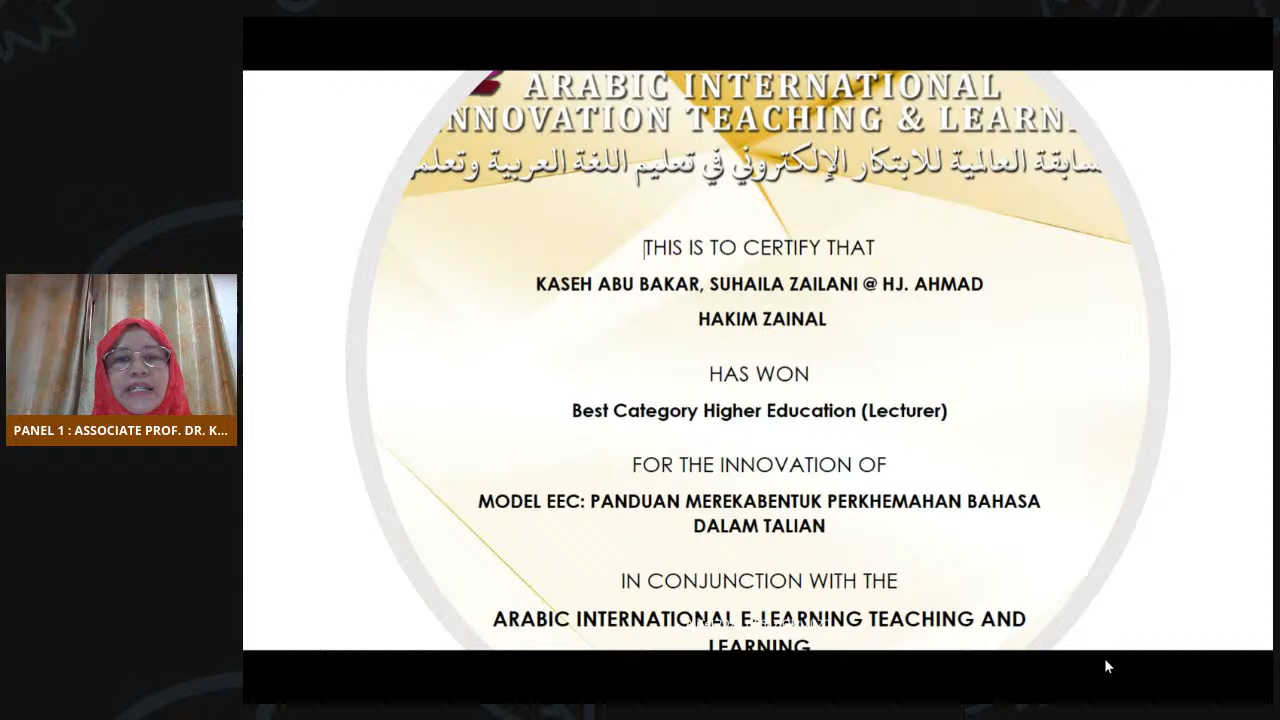 ARABIC INTERNATIONAL
INNOVATION TEACHING & LEARN
سابقة العالمية للابتكار الإلكتروني في تعليم اللغة العربية وتعلم
THIS IS TO CERTIFY THAT
KASEH ABU BAKAR, SUHAILA ZAILANI @ HJ. AHMAD
HAKIM ZAINAL
HAS WON
Best Category Higher Education (Lecturer)
FOR THE INNOVATION OF
MODEL EEC: PANDUAN MEREKABENTUK PERKHEMAHAN BAHASA
DALAM TALIAN
IN CONJUNCTION WITH THE
ARABIC INTERNATIONAL E-LEARNING TEACHING AND
LEARNING
PANEL 1 : ASSOCIATE PROF. DR. K...